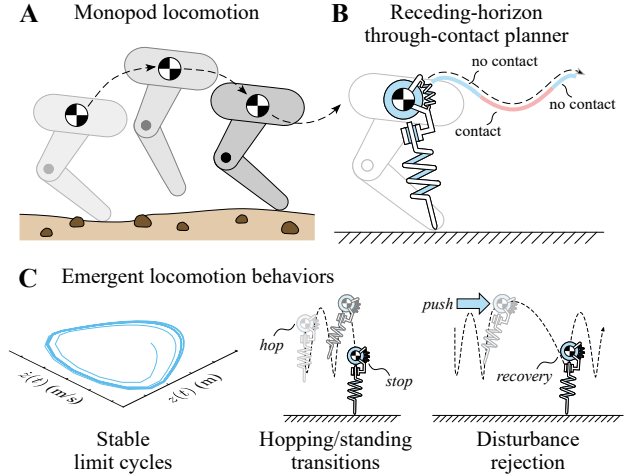 A Monopod locomotion
B Receding-horizon
through-contact planner
no contact
contact
no contact
C Emergent locomotion behaviors
ż(t) (m/s)
z(t) (m)
hop
stop
push
recovery
Stable
limit cycles
Hopping/standing
transitions
Disturbance
rejection